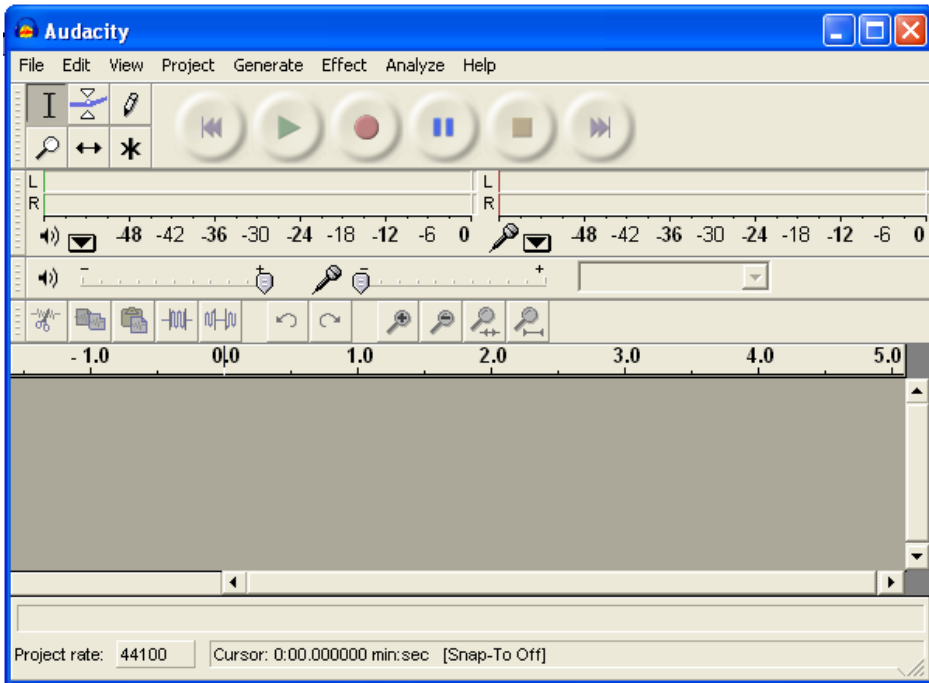 Audacity
File Edit View Project Generate Effect Analyze Help
L L
R R
-48 -42 -36 -30 -24 -18 -12 -6 0 -48 -42 -36 -30 -24 -18 -12 -6 0
- + - +
- 1.0 0.0 1.0 2.0 3.0 4.0 5.0
Project rate: 44100 Cursor: 0:00.000000 min:sec [Snap-To Off]